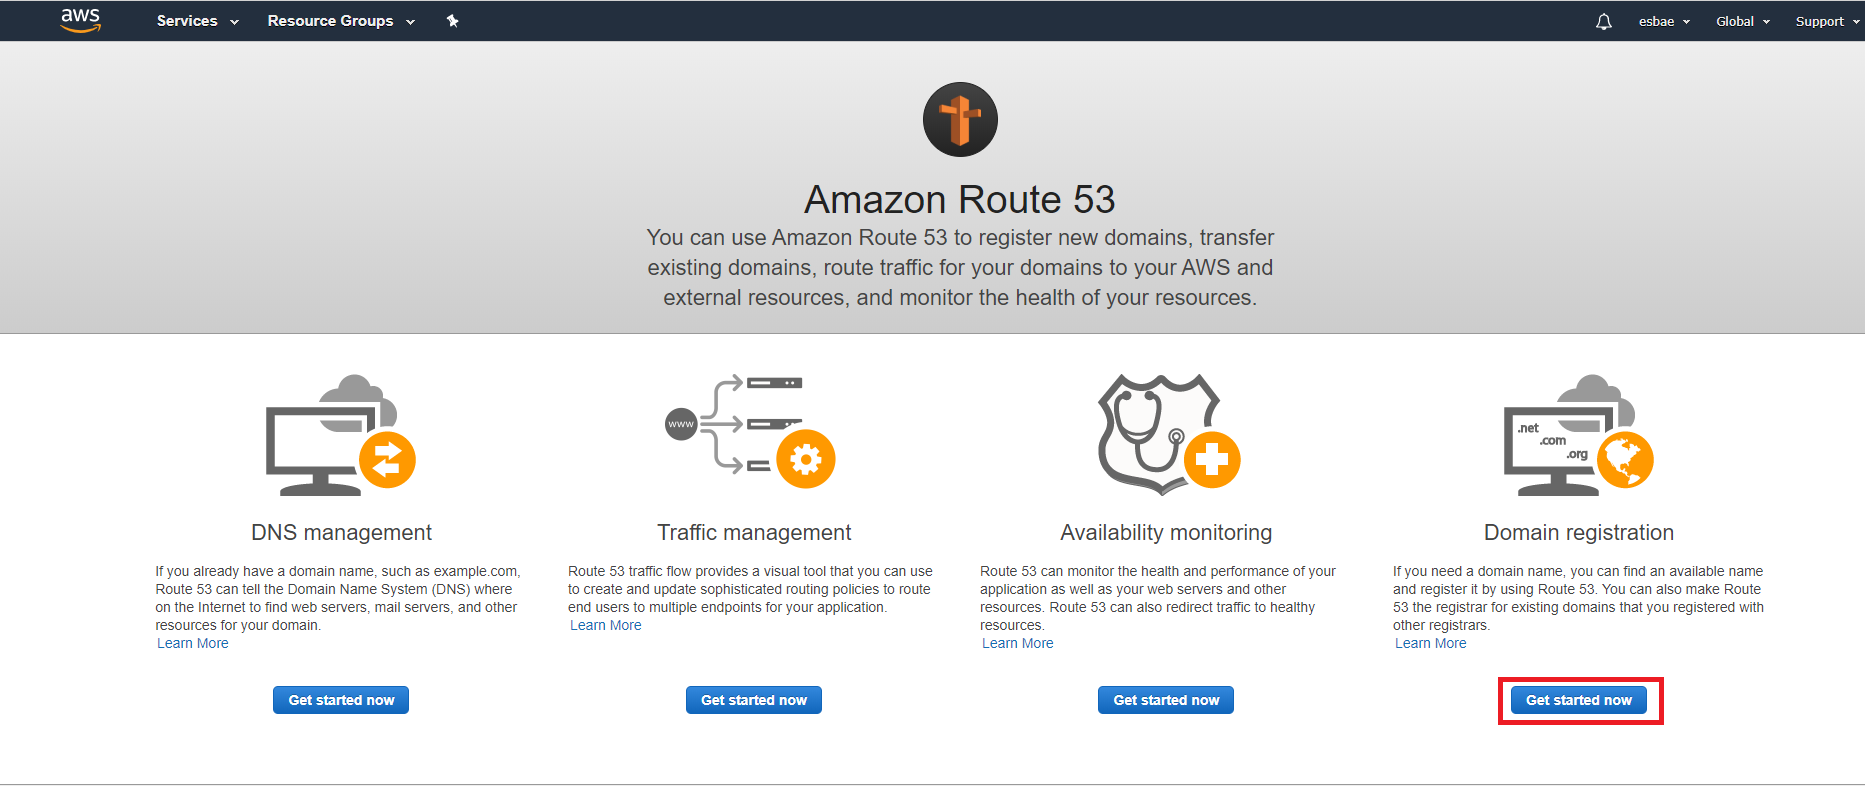 aws Services Resource Groups esbae Global Support
Amazon Route 53
You can use Amazon Route 53 to register new domains, transfer
existing domains, route traffic for your domains to your AWS and
external resources, and monitor the health of your resources.
www
.net
.com
.org
DNS management
If you already have a domain name, such as example.com,
Route 53 can tell the Domain Name System (DNS) where
on the Internet to find web servers, mail servers, and other
resources for your domain.
Learn More
Get started now
Traffic management
Route 53 traffic flow provides a visual tool that you can use
to create and update sophisticated routing policies to route
end users to multiple endpoints for your application.
Learn More
Get started now
Availability monitoring
Route 53 can monitor the health and performance of your
application as well as your web servers and other
resources. Route 53 can also redirect traffic to healthy
resources.
Learn More
Get started now
Domain registration
If you need a domain name, you can find an available name
and register it by using Route 53. You can also make Route
53 the registrar for existing domains that you registered with
other registrars.
Learn More
Get started now